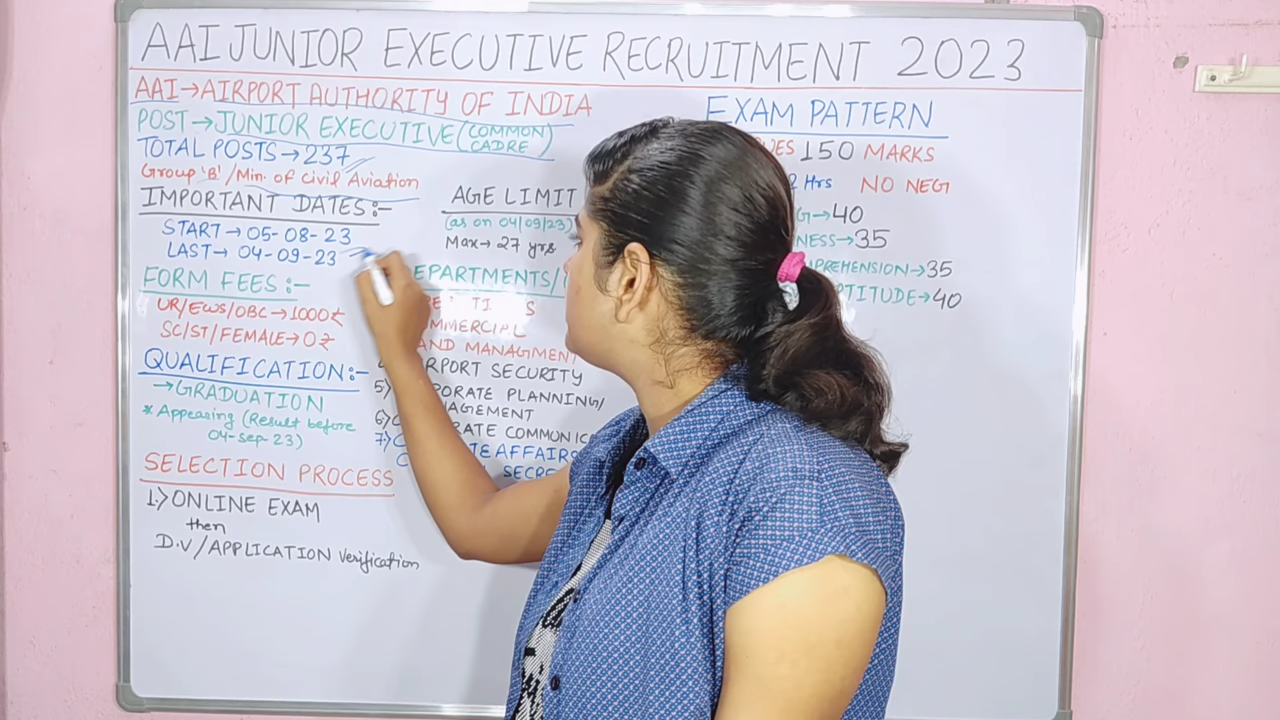 AAI JUNIOR EXECUTIVE RECRUITMENT 2023
AAI→AIRPORT AUTHORITY OF INDIA
POST→JUNIOR EXECUTIVE (COMMON CADRE)
TOTAL POSTS→237
Group 'B'/Min. of Civil Aviation
IMPORTANT DATES:-
START→05-08-23
LAST→04-09-23
FORM FEES:-
UR/EWS/OBC→1000₹
SC/ST/FEMALE→0₹
QUALIFICATION:-
→GRADUATION
*Appearing (Result before
04-Sep-23)
SELECTION PROCESS
1.) ONLINE EXAM
then
D.V/APPLICATION Verification
AGE LIMIT
(as on 04/09/23)
Max→27 yrs
EPARTMENTS/
MMERCIAL
AND MANAGMEN
RPORT SECURITY
5) PORATE PLANNING/
AGEMENT
6) C RATE COMMUNIC
7) C TE AFFAIRS
SECRE
EXAM PATTERN
150 MARKS
2 Hrs NO NEG
G→40
NESS→35
PREHENSION→35
PTITUDE→40